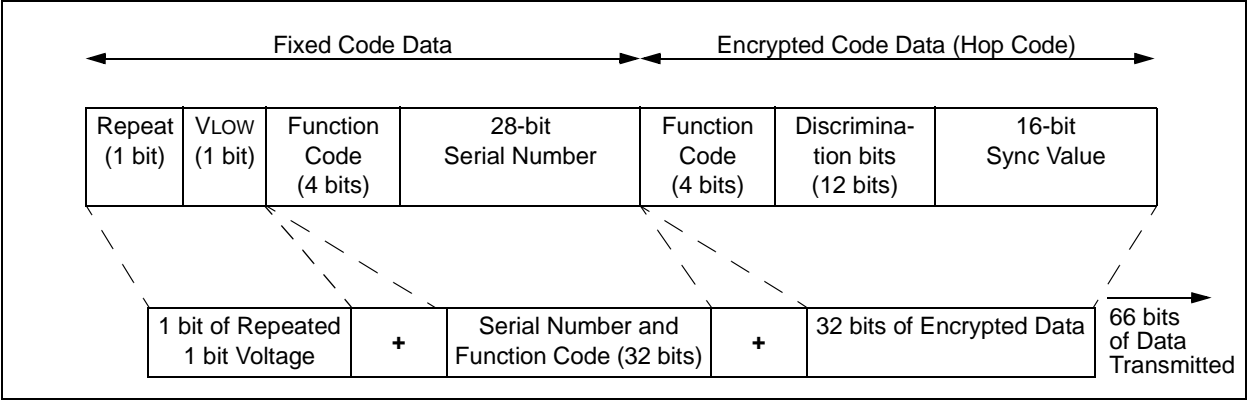 Fixed Code Data
Encrypted Code Data (Hop Code)
Repeat
(1 bit)
VLOW
(1 bit)
Function
Code
(4 bits)
28-bit
Serial Number
Function
Code
(4 bits)
Discrimina-
tion bits
(12 bits)
16-bit
Sync Value
1 bit of Repeated
1 bit Voltage
+
Serial Number and
Function Code (32 bits)
+
32 bits of Encrypted Data
66 bits
of Data
Transmitted